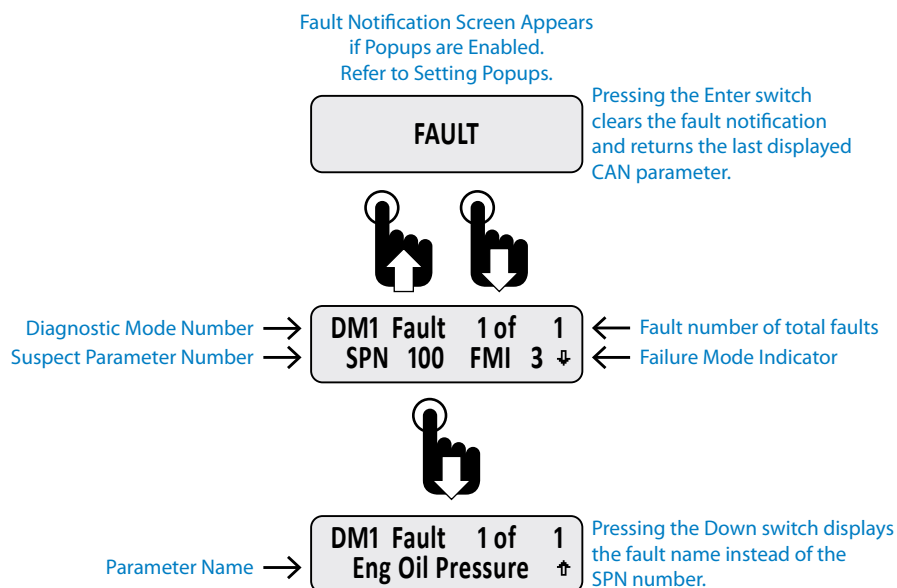 Fault Notification Screen Appears
if Popups are Enabled.
Refer to Setting Popups.
FAULT
Pressing the Enter switch
clears the fault notification
and returns the last displayed
CAN parameter.
Diagnostic Mode Number
Suspect Parameter Number
DM1 Fault 1 of 1
SPN 100 FMI 3
Fault number of total faults
Failure Mode Indicator
Parameter Name
DM1 Fault 1 of 1
Eng Oil Pressure
Pressing the Down switch displays
the fault name instead of the
SPN number.